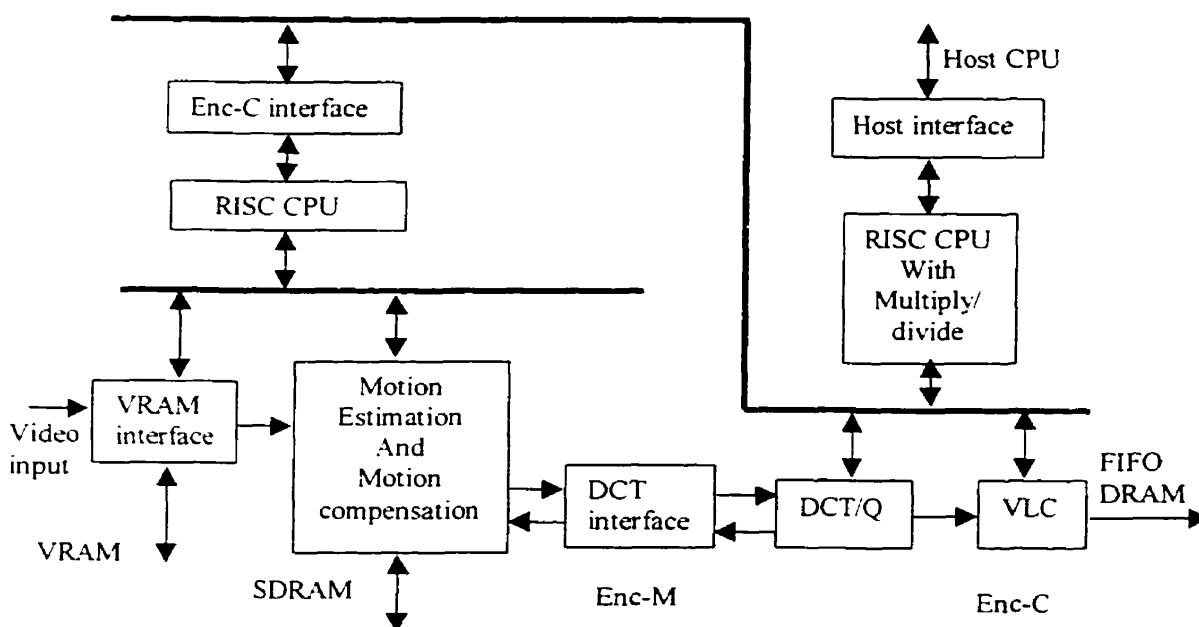 Host CPU
Enc-C interface
Host interface
RISC CPU
RISC CPU
With
Multiply/
divide
Video
input
VRAM
interface
Motion
Estimation
And
Motion
compensation
DCT
interface
DCT/Q
VLC
FIFO
DRAM
VRAM
SDRAM
Enc-M
Enc-C